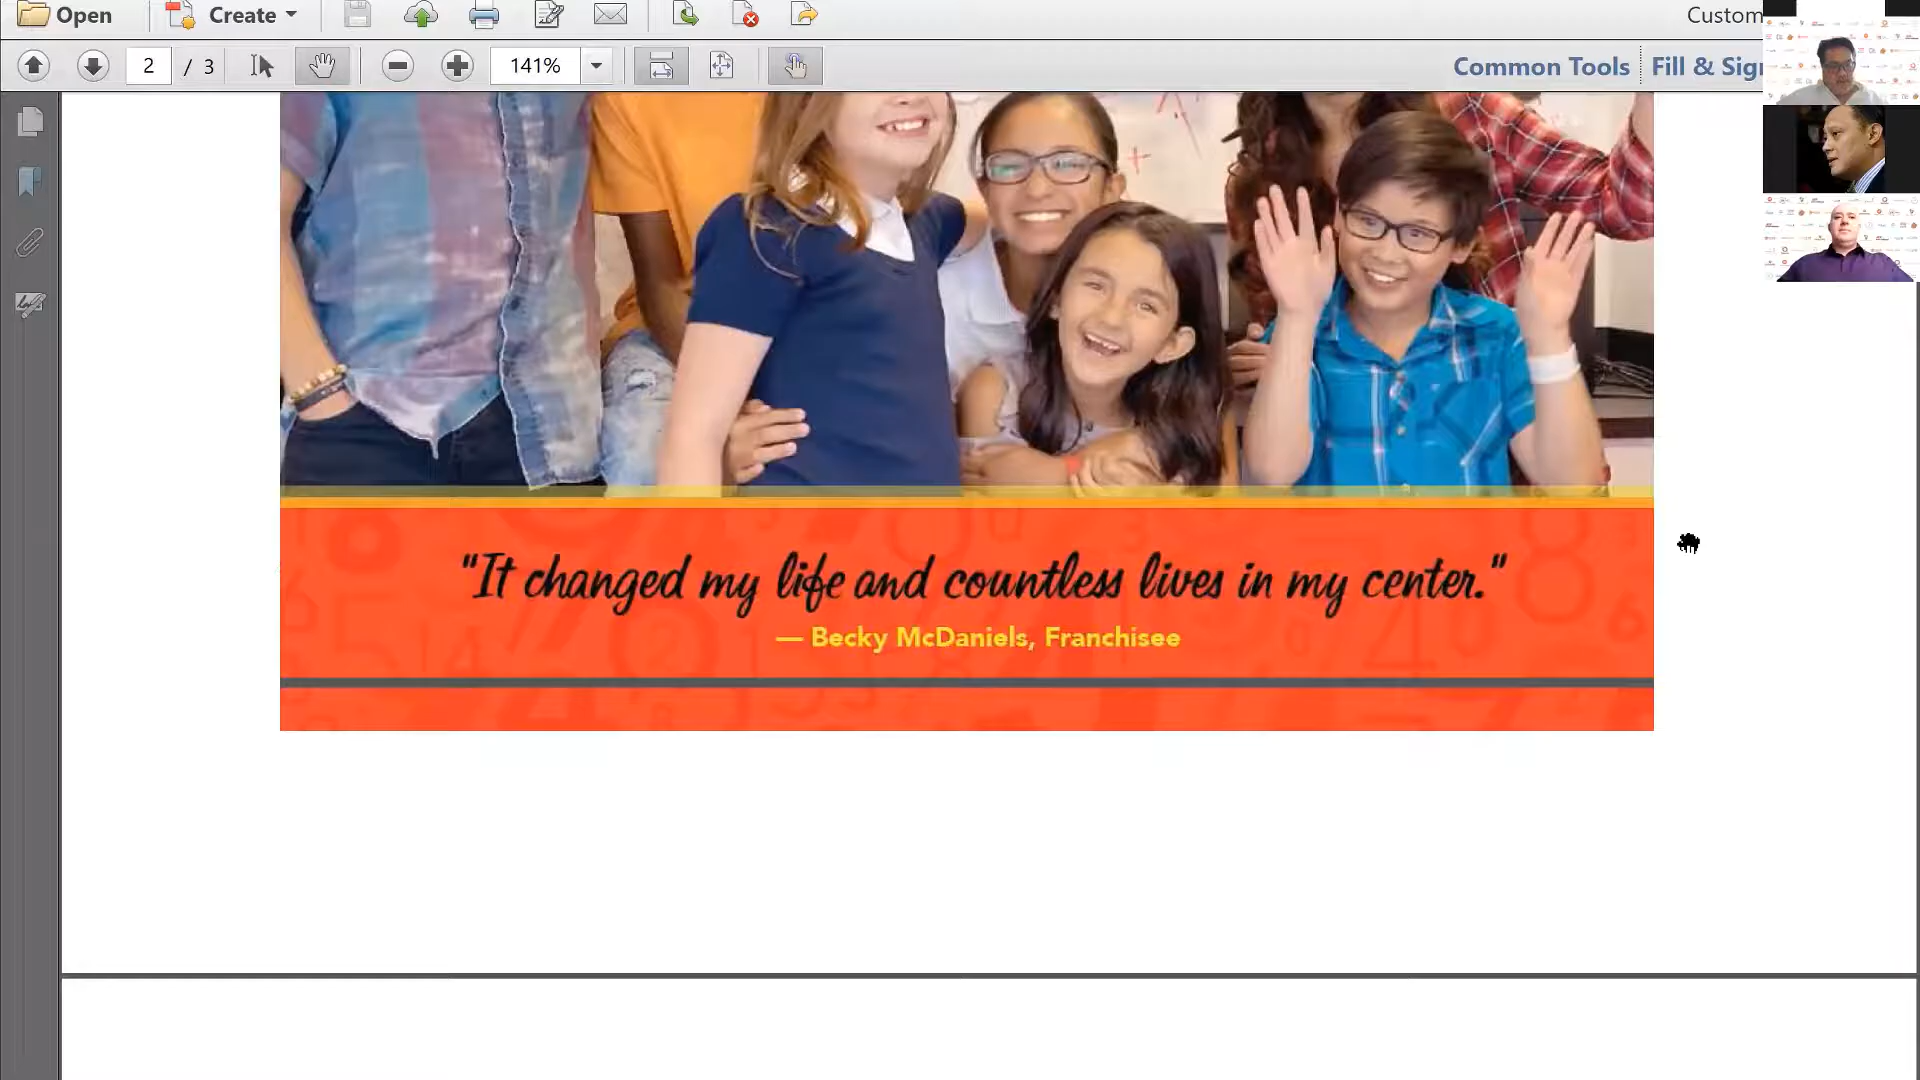 Open
Create
Custom
2 / 3
141%
Common Tools
Fill & Sig
"It changed my life and countless lives in my center."
— Becky McDaniels, Franchisee